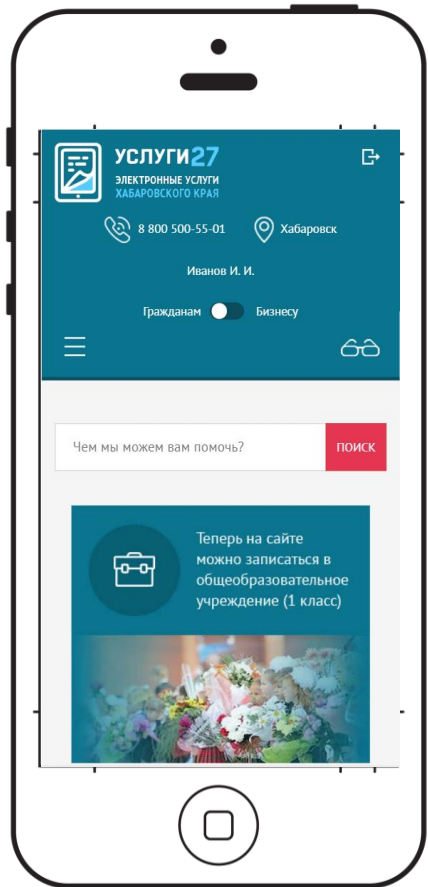 УСЛУГИ27
ЭЛЕКТРОННЫЕ УСЛУГИ
ХАБАРОВСКОГО КРАЯ
8 800 500-55-01 Хабаровск
Иванов И. И.
Гражданам Бизнесу
Чем мы можем вам помочь? ПОИСК
Теперь на сайте
можно записаться в
общеобразовательное
учреждение (1 класс)